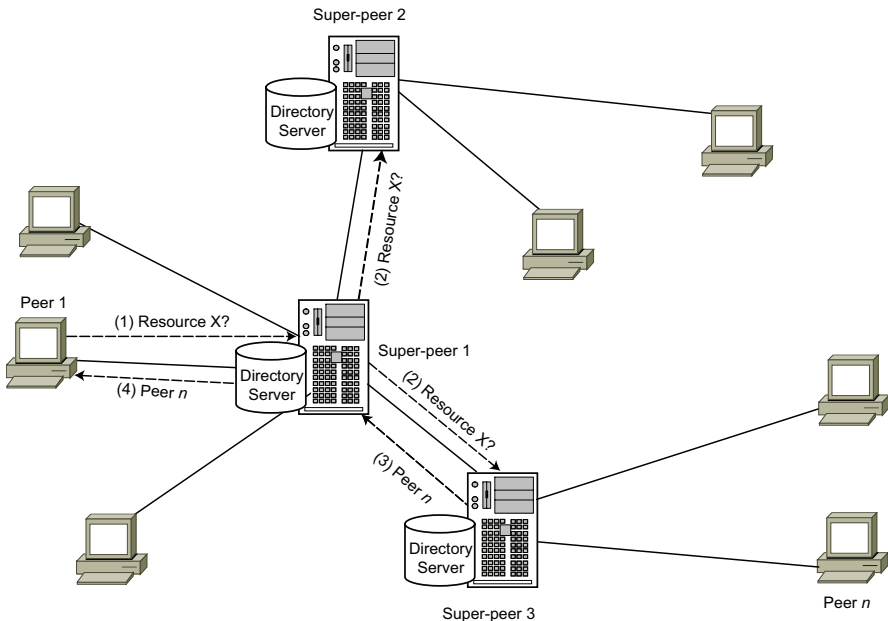 Super-peer 2
Directory
Server
(2) Resource X?
Peer 1
(1) Resource X?
Super-peer 1
Directory
Server
(4) Peer n
(2) Resource X?
(3) Peer n
Directory
Server
Super-peer 3
Peer n